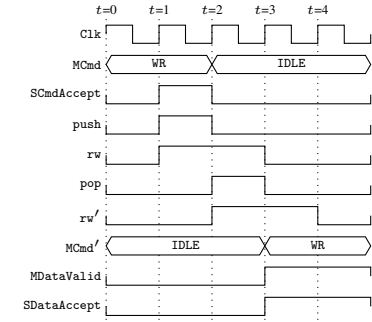 t=0 t=1 t=2 t=3 t=4
Clk
MCmd WR IDLE
SCmdAccept
push
rw
pop
rw′
MCmd′ IDLE WR
MDataValid
SDataAccept